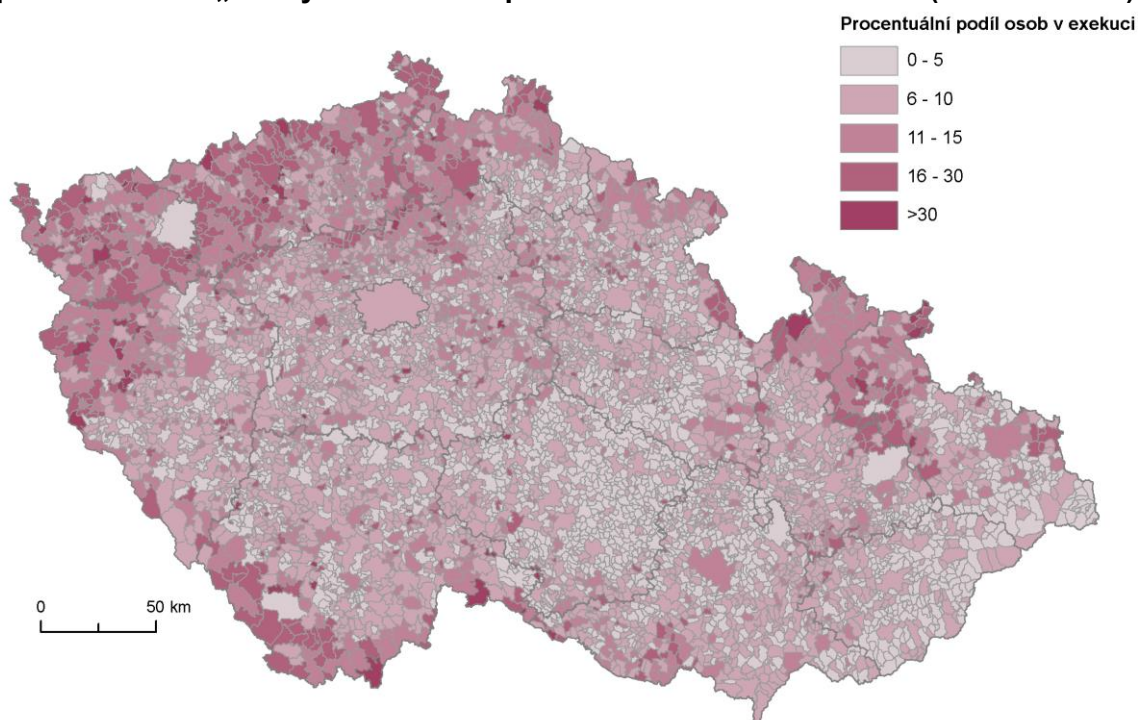 Procentuální podíl osob v exekuci
0 - 5
6 - 10
11 - 15
16 - 30
>30
0 50 km